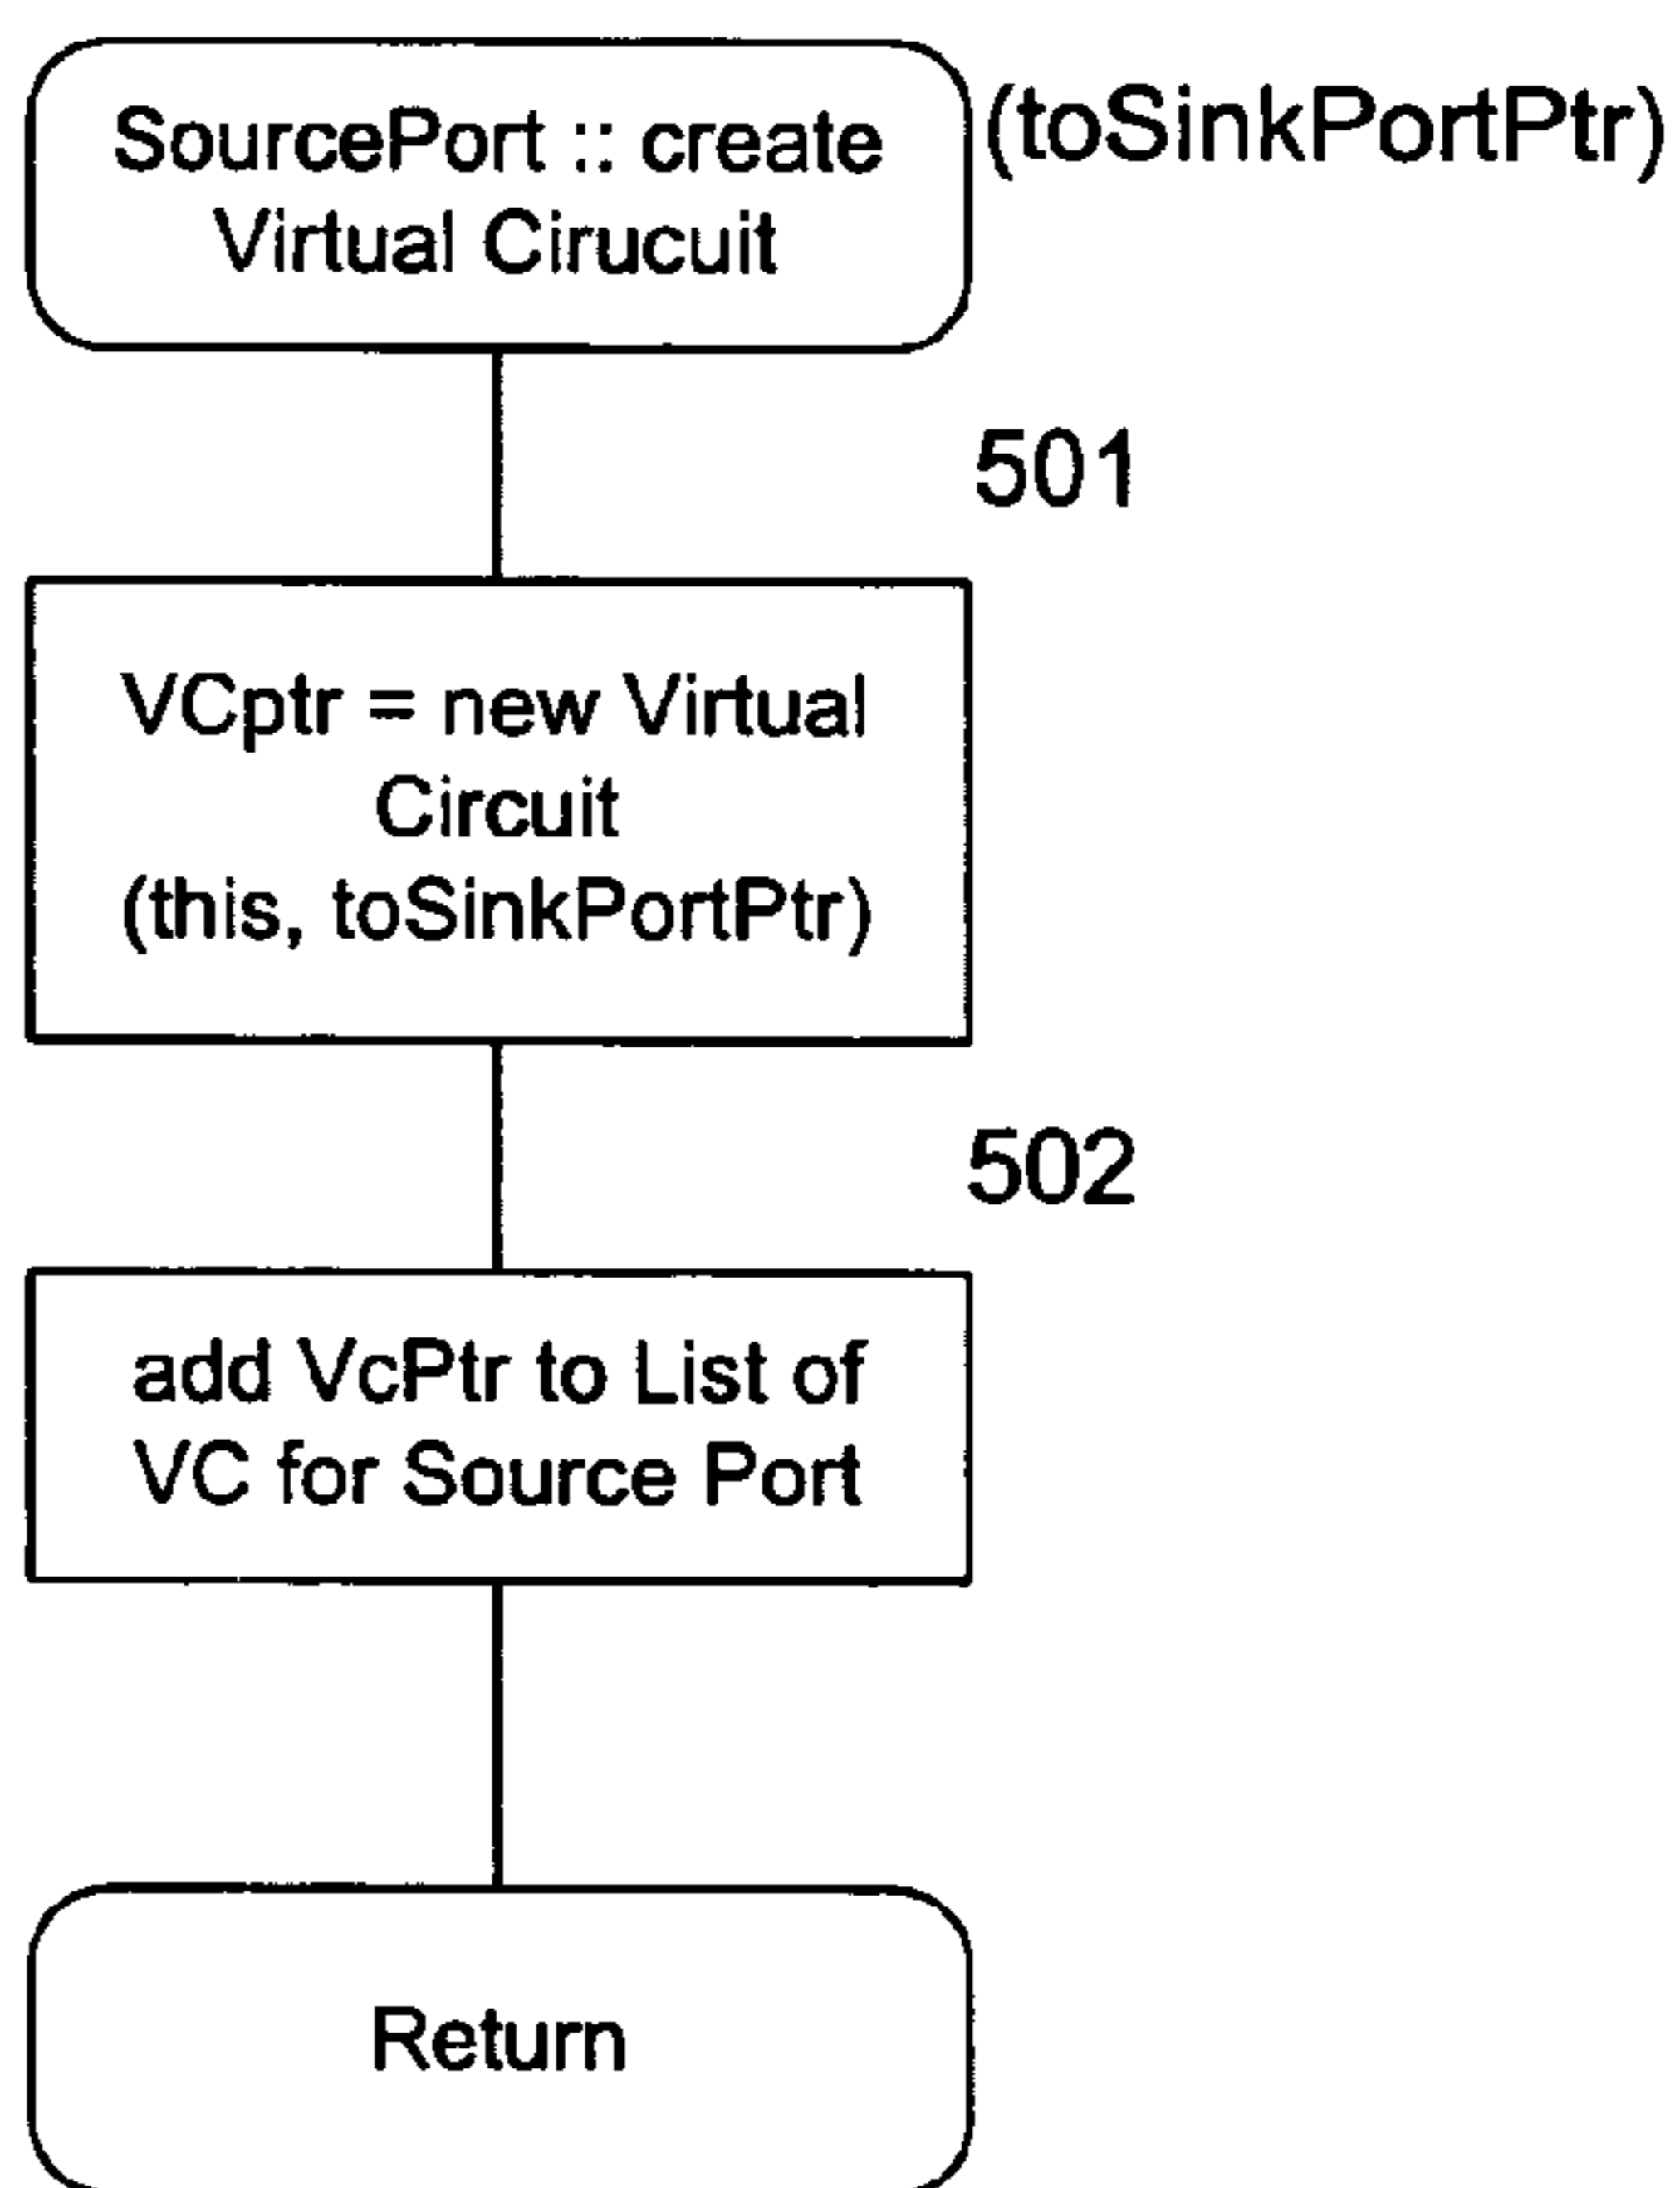 SourcePort :: create
Virtual Cirucuit
(toSinkPortPtr)
501
VCptr = new Virtual
Circuit
(this, toSinkPortPtr)
502
add VcPtr to List of
VC for Source Port
Return